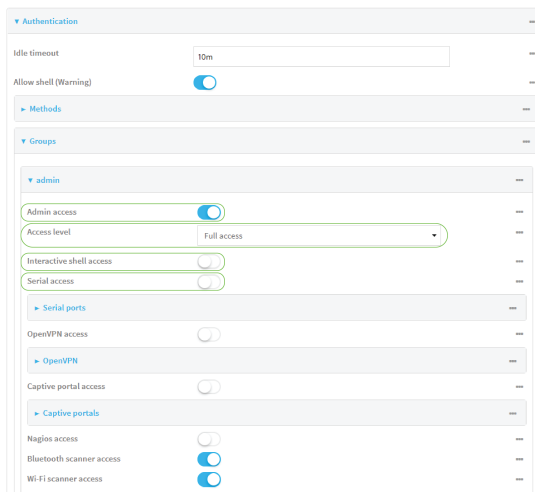 Authentication
Idle timeout 10m
Allow shell (Warning)
Methods
Groups
admin
Admin access
Access level Full access
Interactive shell access
Serial access
Serial ports
OpenVPN access
OpenVPN
Captive portal access
Captive portals
Nagios access
Bluetooth scanner access
Wi-Fi scanner access